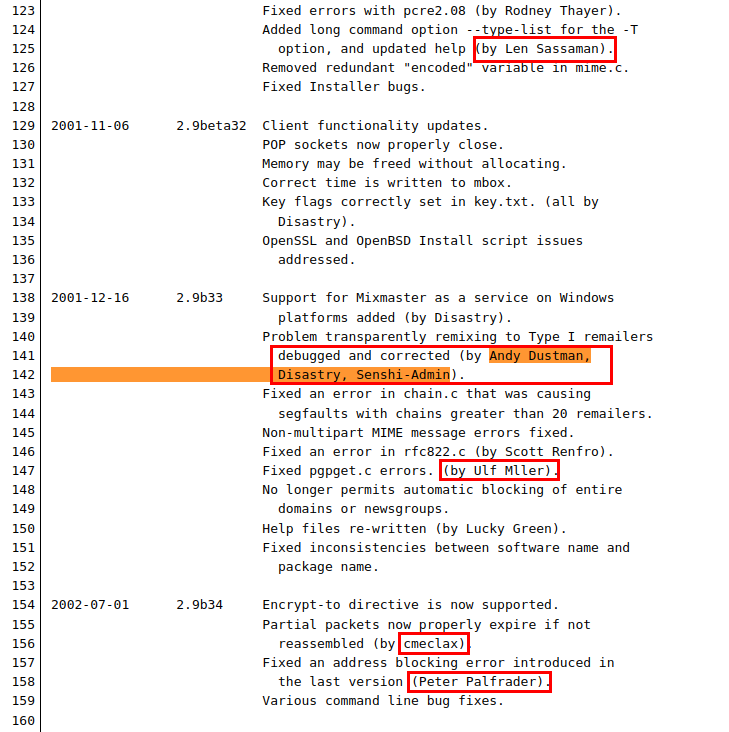 123 Fixed errors with pcre2.08 (by Rodney Thayer).
124 Added long command option --type-list for the -T
125 option, and updated help (by Len Sassaman).
126 Removed redundant "encoded" variable in mime.c.
127 Fixed Installer bugs.
128
129 2001-11-06 2.9beta32 Client functionality updates.
130 POP sockets now properly close.
131 Memory may be freed without allocating.
132 Correct time is written to mbox.
133 Key flags correctly set in key.txt. (all by
134 Disastry).
135 OpenSSL and OpenBSD Install script issues
136 addressed.
137
138 2001-12-16 2.9b33 Support for Mixmaster as a service on Windows
139 platforms added (by Disastry).
140 Problem transparently remixing to Type I remailers
141 debugged and corrected (by Andy Dustman,
142 Disastry, Senshi-Admin).
143 Fixed an error in chain.c that was causing
144 segfaults with chains greater than 20 remailers.
145 Non-multipart MIME message errors fixed.
146 Fixed an error in rfc822.c (by Scott Renfro).
147 Fixed pgpget.c errors. (by Ulf Mller).
148 No longer permits automatic blocking of entire
149 domains or newsgroups.
150 Help files re-written (by Lucky Green).
151 Fixed inconsistencies between software name and
152 package name.
153
154 2002-07-01 2.9b34 Encrypt-to directive is now supported.
155 Partial packets now properly expire if not
156 reassembled (by cmeclax).
157 Fixed an address blocking error introduced in
158 the last version (Peter Palfrader).
159 Various command line bug fixes.
160